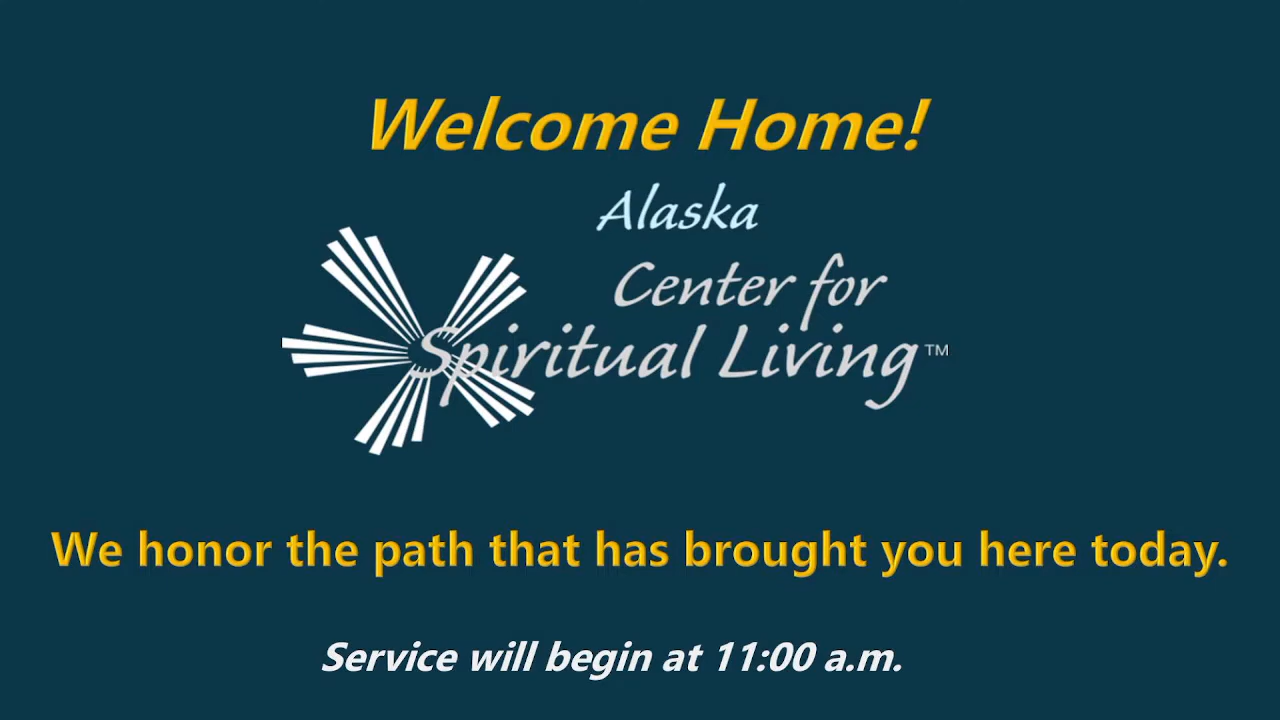 Welcome Home!
Alaska
Center for
Spiritual Living™
We honor the path that has brought you here today.
Service will begin at 11:00 a.m.